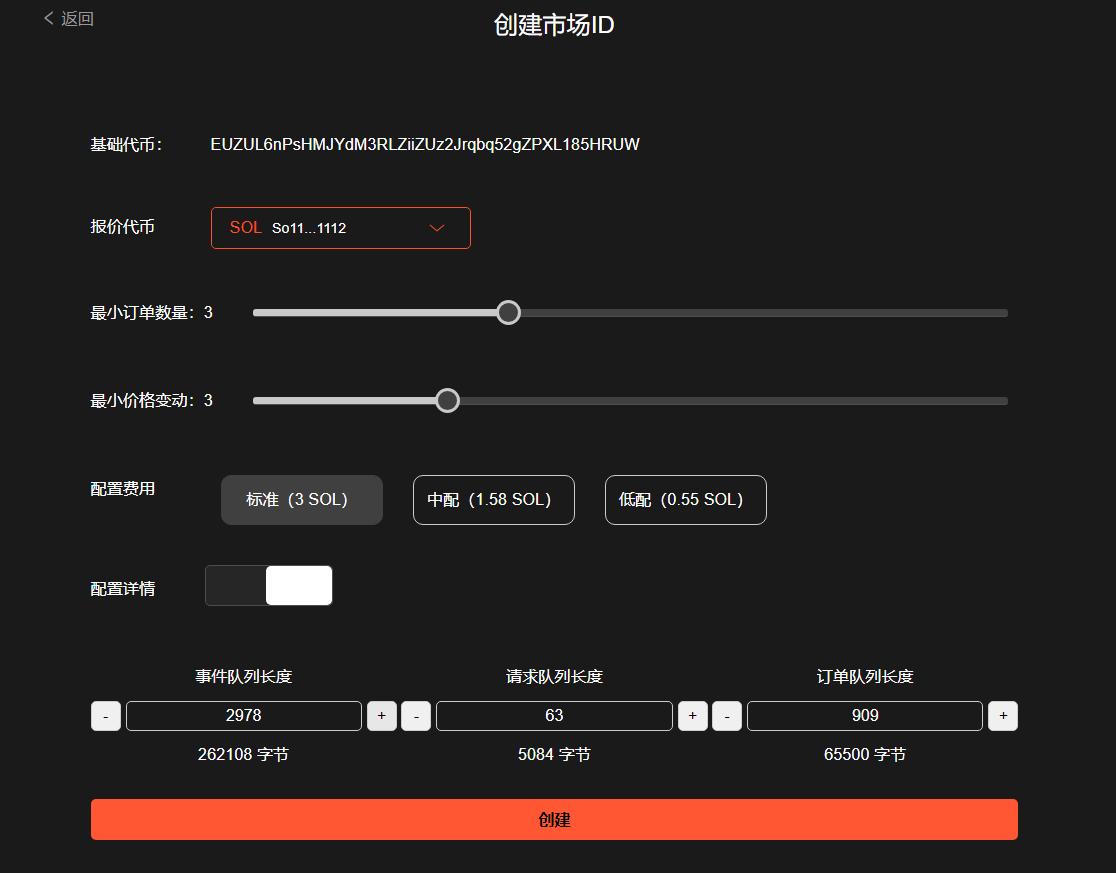 返回
创建市场ID
基础代币： EUZUL6nPsHMJYdM3RLZiiZUz2Jrqbq52gZPXL185HRUW
报价代币 SOL So11...1112
最小订单数量：3
最小价格变动：3
配置费用 标准（3 SOL） 中配（1.58 SOL） 低配（0.55 SOL）
配置详情
事件队列长度 请求队列长度 订单队列长度
- 2978 + - 63 + - 909 +
262108 字节 5084 字节 65500 字节
创建